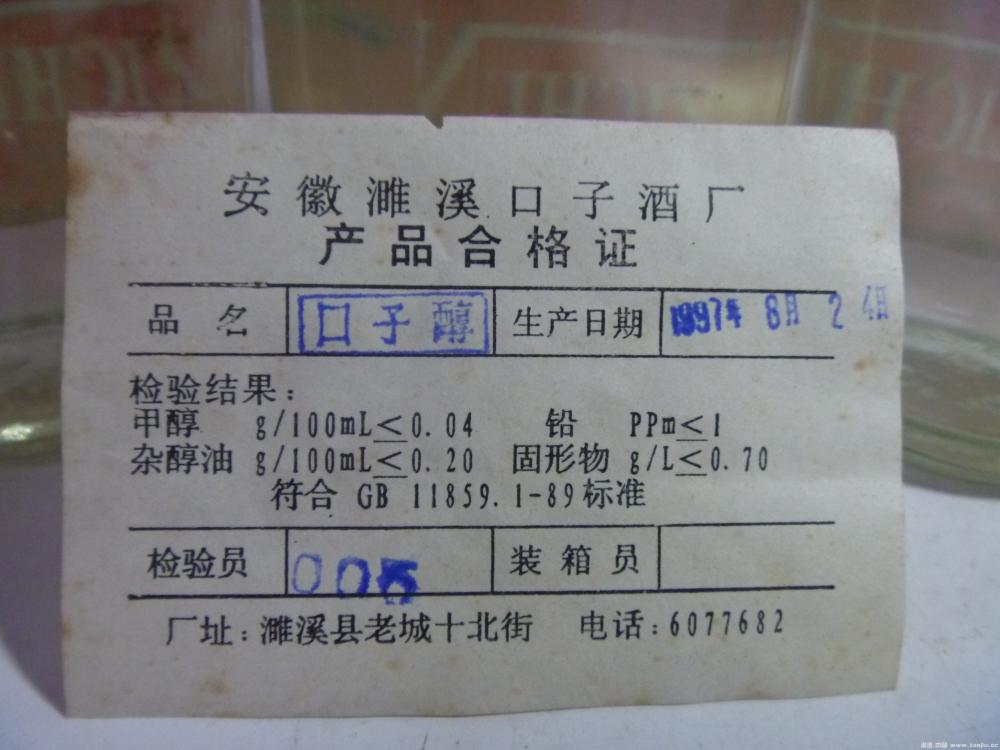 安徽濉溪口子酒厂
产品合格证
品名 口子醇 生产日期 1997年 8月 24日
检验结果:
甲醇 g/100mL≤0.04 铅 PPm≤1
杂醇油 g/100mL≤0.20 固形物 g/L≤0.70
符合 GB 11859.1-89标准
检验员 005 装箱员
厂址:濉溪县老城十北街 电话:6077682